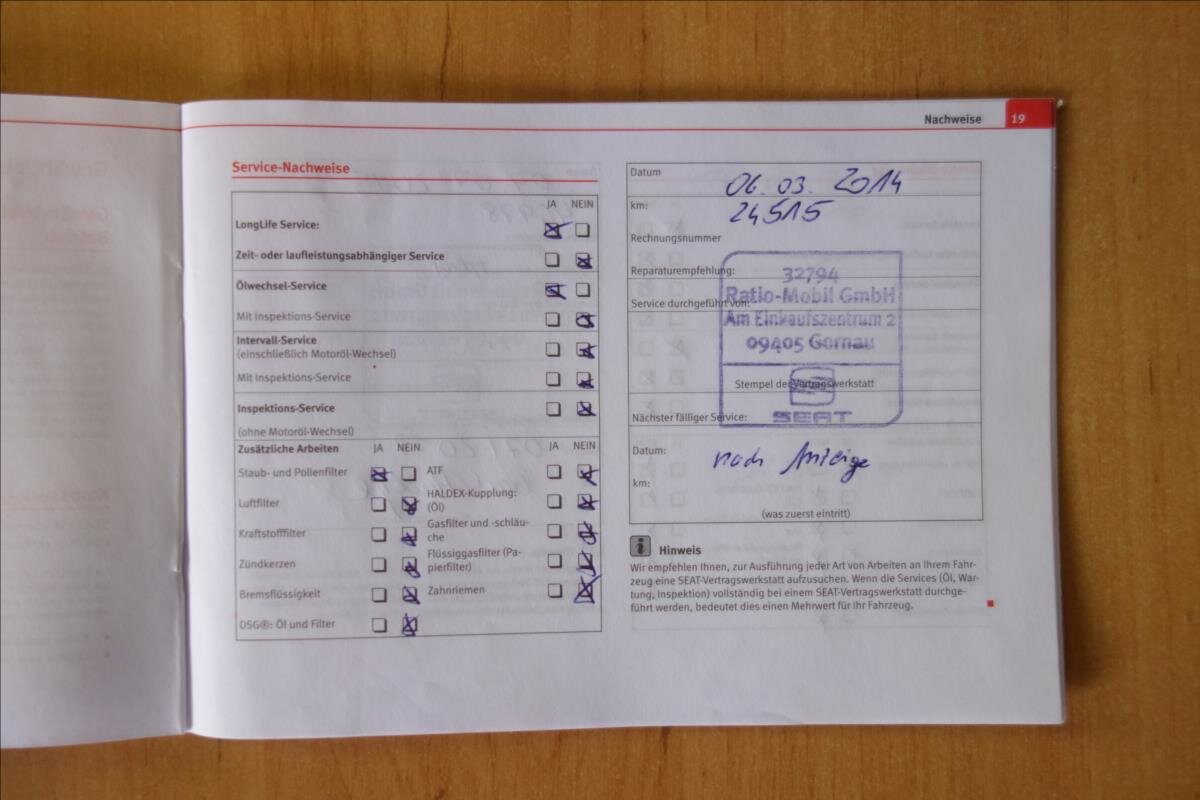 Nachweise 19
Service-Nachweise
JA NEIN
LongLife Service:
Zeit- oder laufleistungsabhängiger Service
Ölwechsel-Service
Mit Inspektions-Service
Intervall-Service
(einschließlich Motoröl-Wechsel)
Mit Inspektions-Service
Inspektions-Service
(ohne Motoröl-Wechsel)
Zusätzliche Arbeiten JA NEIN JA NEIN
Staub- und Pollenfilter
Luftfilter
Kraftstofffilter
Zündkerzen
Bremsflüssigkeit
DSG®: Öl und Filter
ATF
HALDEX-Kupplung:
(Öl)
Gasfilter und -schläu-
che
Flüssiggasfilter (Pa-
pierfilter)
Zahnriemen
Datum 06.03.2014
km: 24515
Rechnungsnummer
Reparaturempfehlung:
Service durchgeführt von:
32794
Ratio-Mobil GmbH
Am Einkaufszentrum 2
09405 Gornau
Stempel der Vertragswerkstatt
SEAT
Nächster fälliger Service:
Datum: nach Anzeige
km:
(was zuerst eintritt)
Hinweis
Wir empfehlen Ihnen, zur Ausführung jeder Art von Arbeiten an Ihrem Fahr-
zeug eine SEAT-Vertragswerkstatt aufzusuchen. Wenn die Services (Öl, War-
tung, Inspektion) vollständig bei einem SEAT-Vertragswerkstatt durchge-
führt werden, bedeutet dies einen Mehrwert für Ihr Fahrzeug.